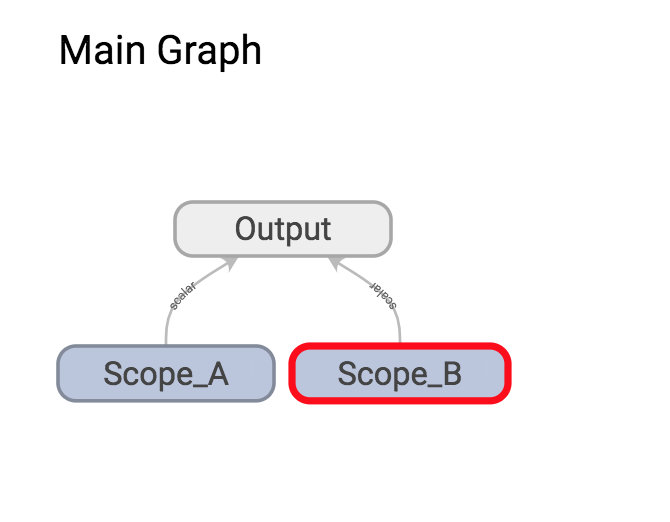 Main Graph
Output
scalar
scalar
Scope_A
Scope_B